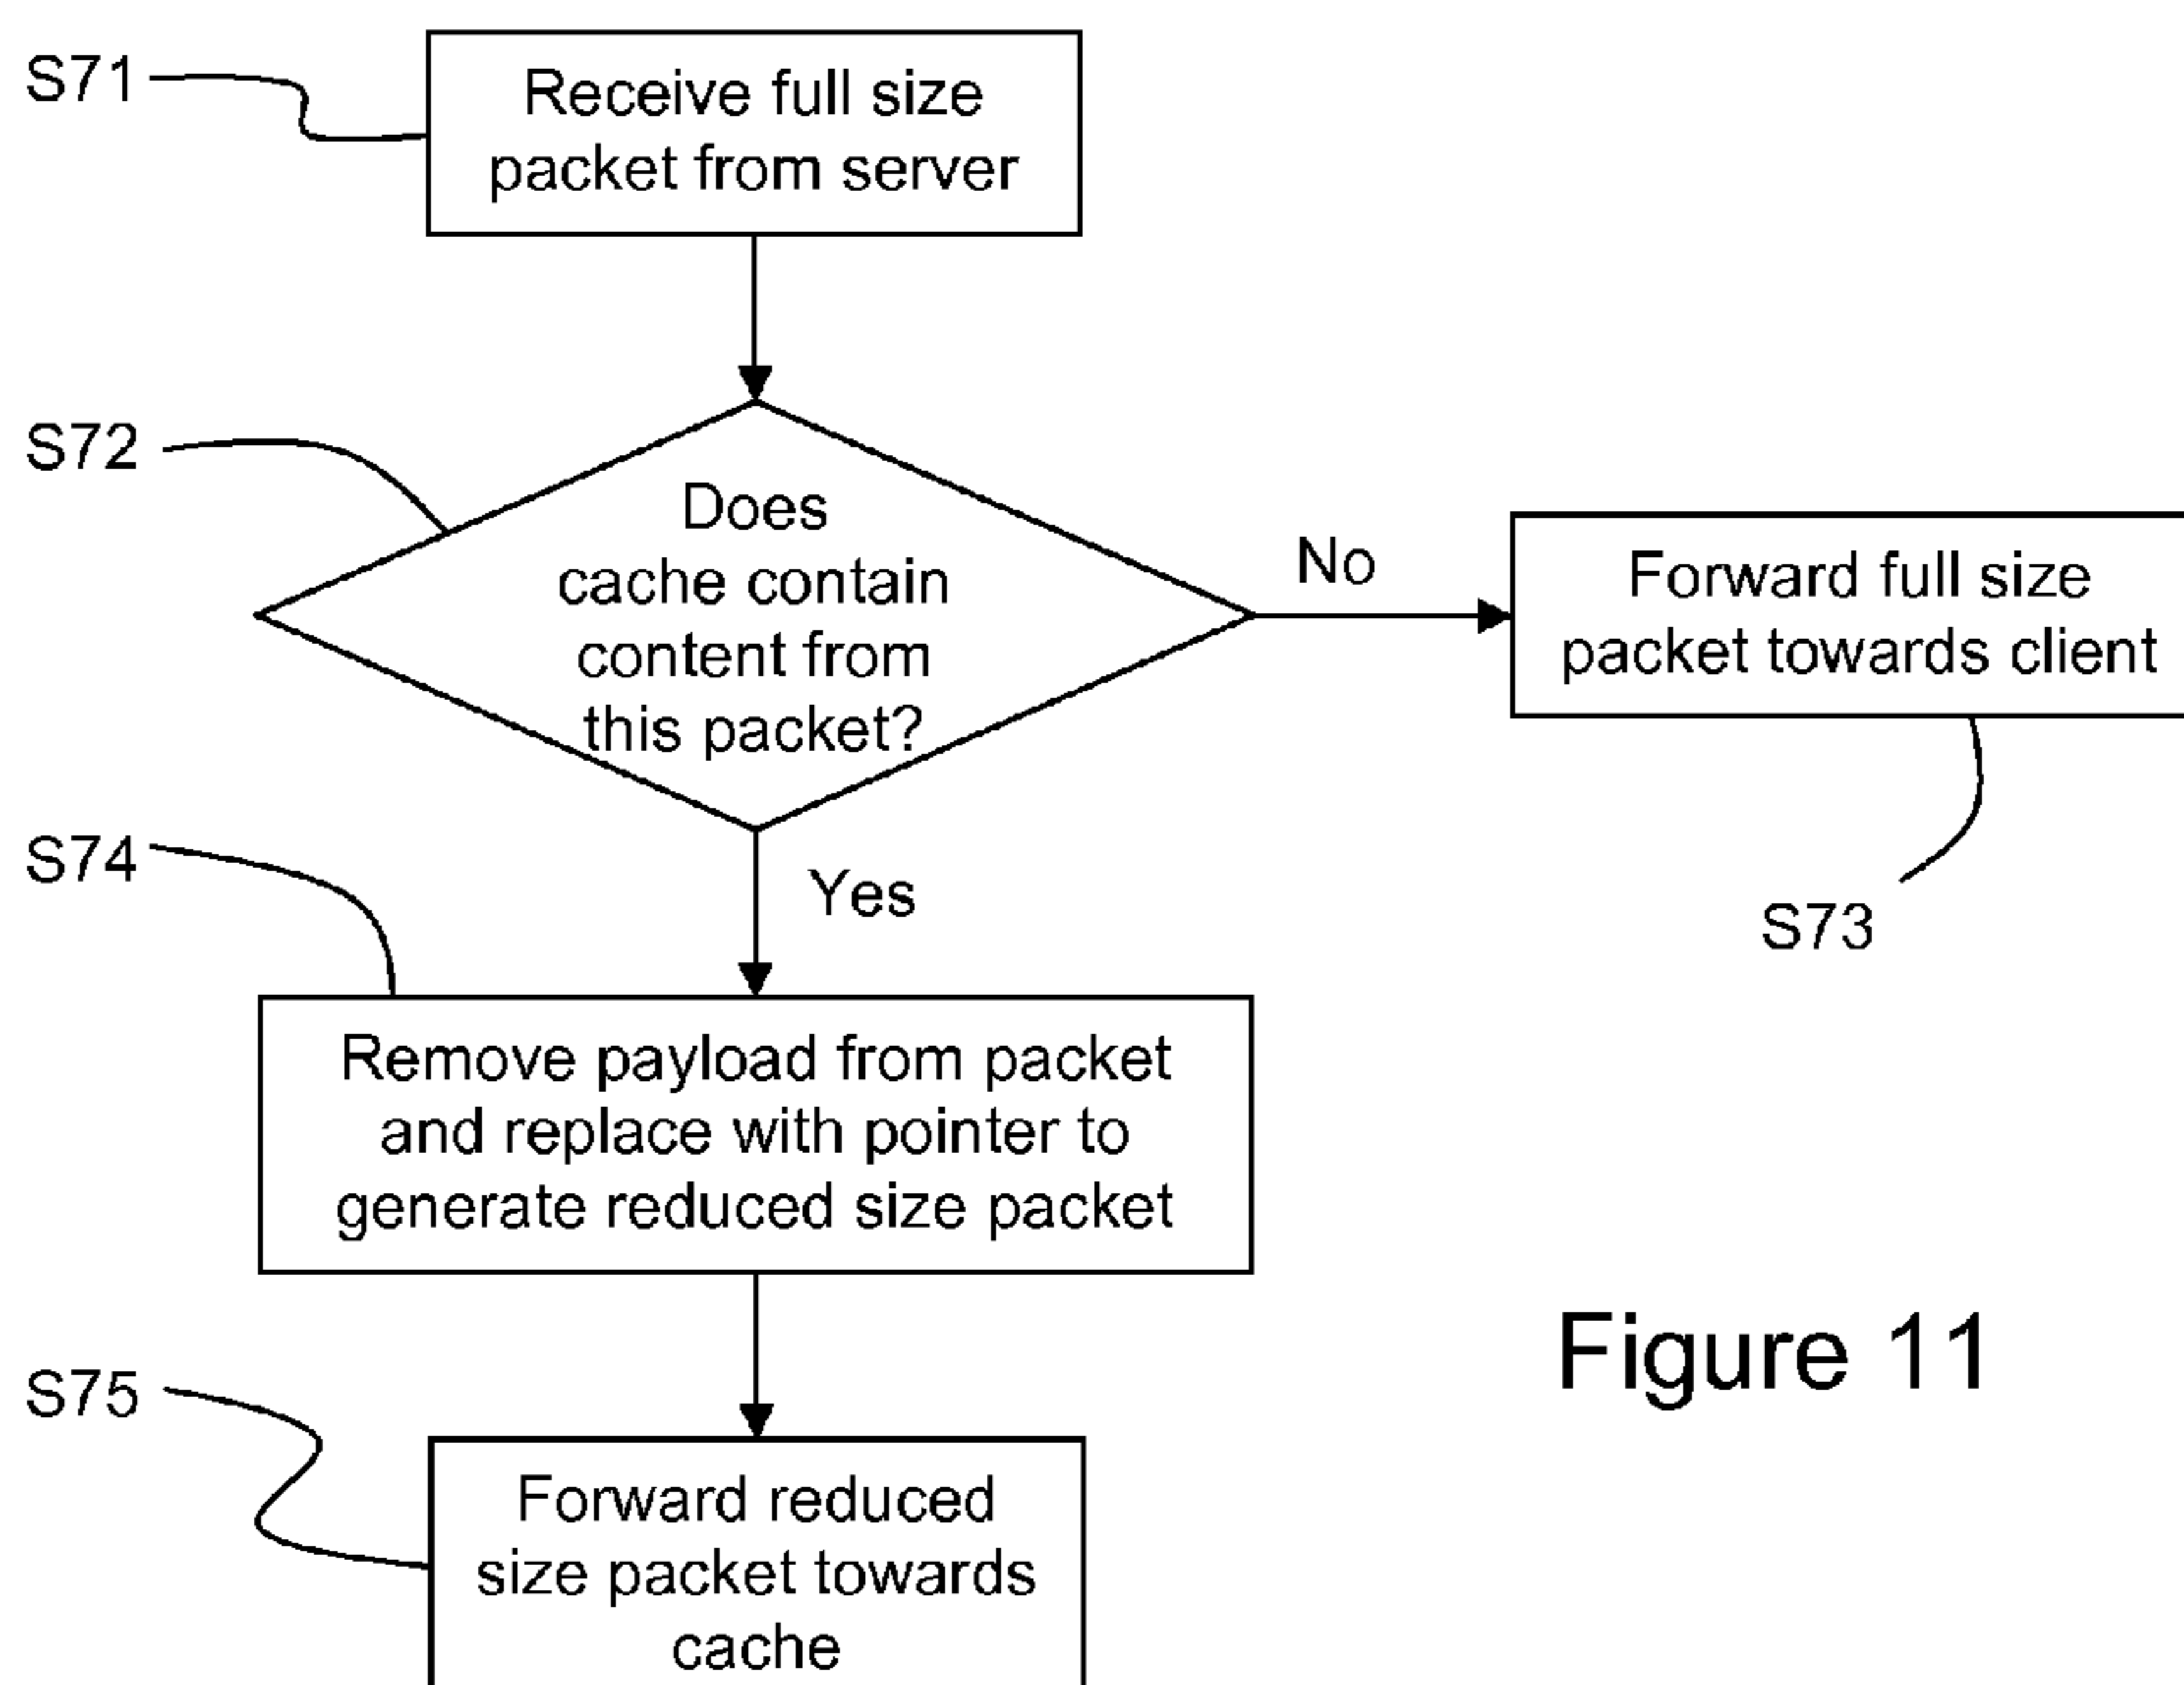 S71
Receive full size
packet from server
S72
Does
cache contain
content from
this packet?
No
Forward full size
packet towards client
S73
S74
Yes
Remove payload from packet
and replace with pointer to
generate reduced size packet
Figure 11
S75
Forward reduced
size packet towards
cache